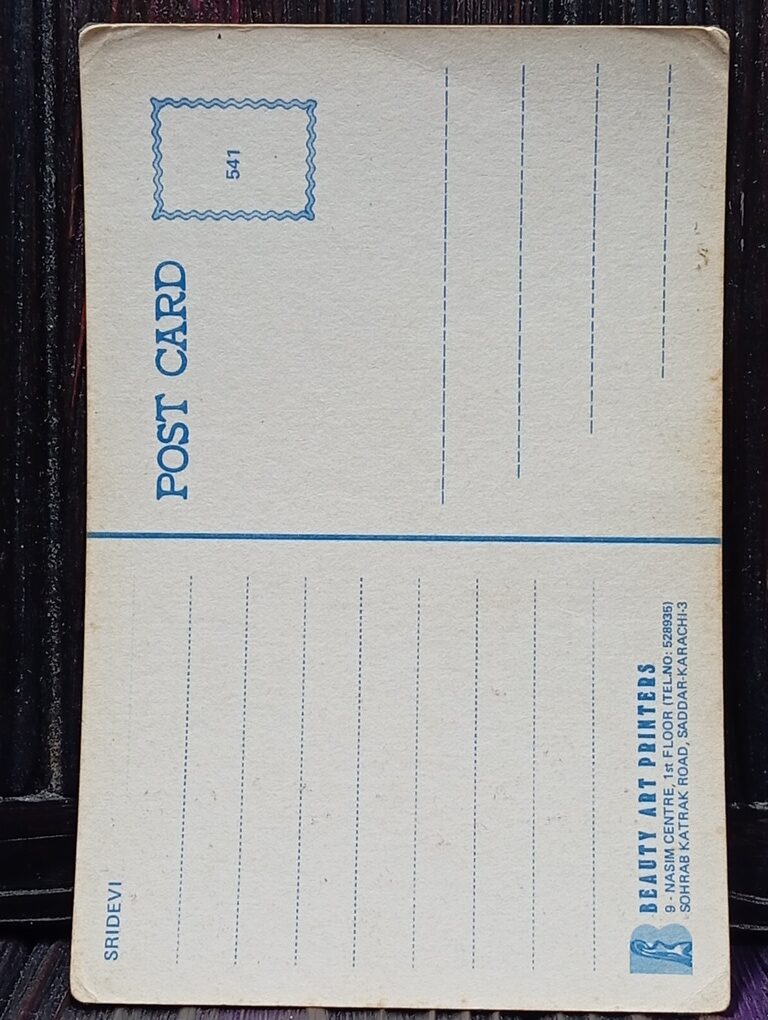 SRIDEVI
POST CARD
541
BEAUTY ART PRINTERS
9 - NASIM CENTRE, 1st FLOOR (TEL.NO: 528935)
SOHRAB KATRAK ROAD, SADDAR-KARACHI-3